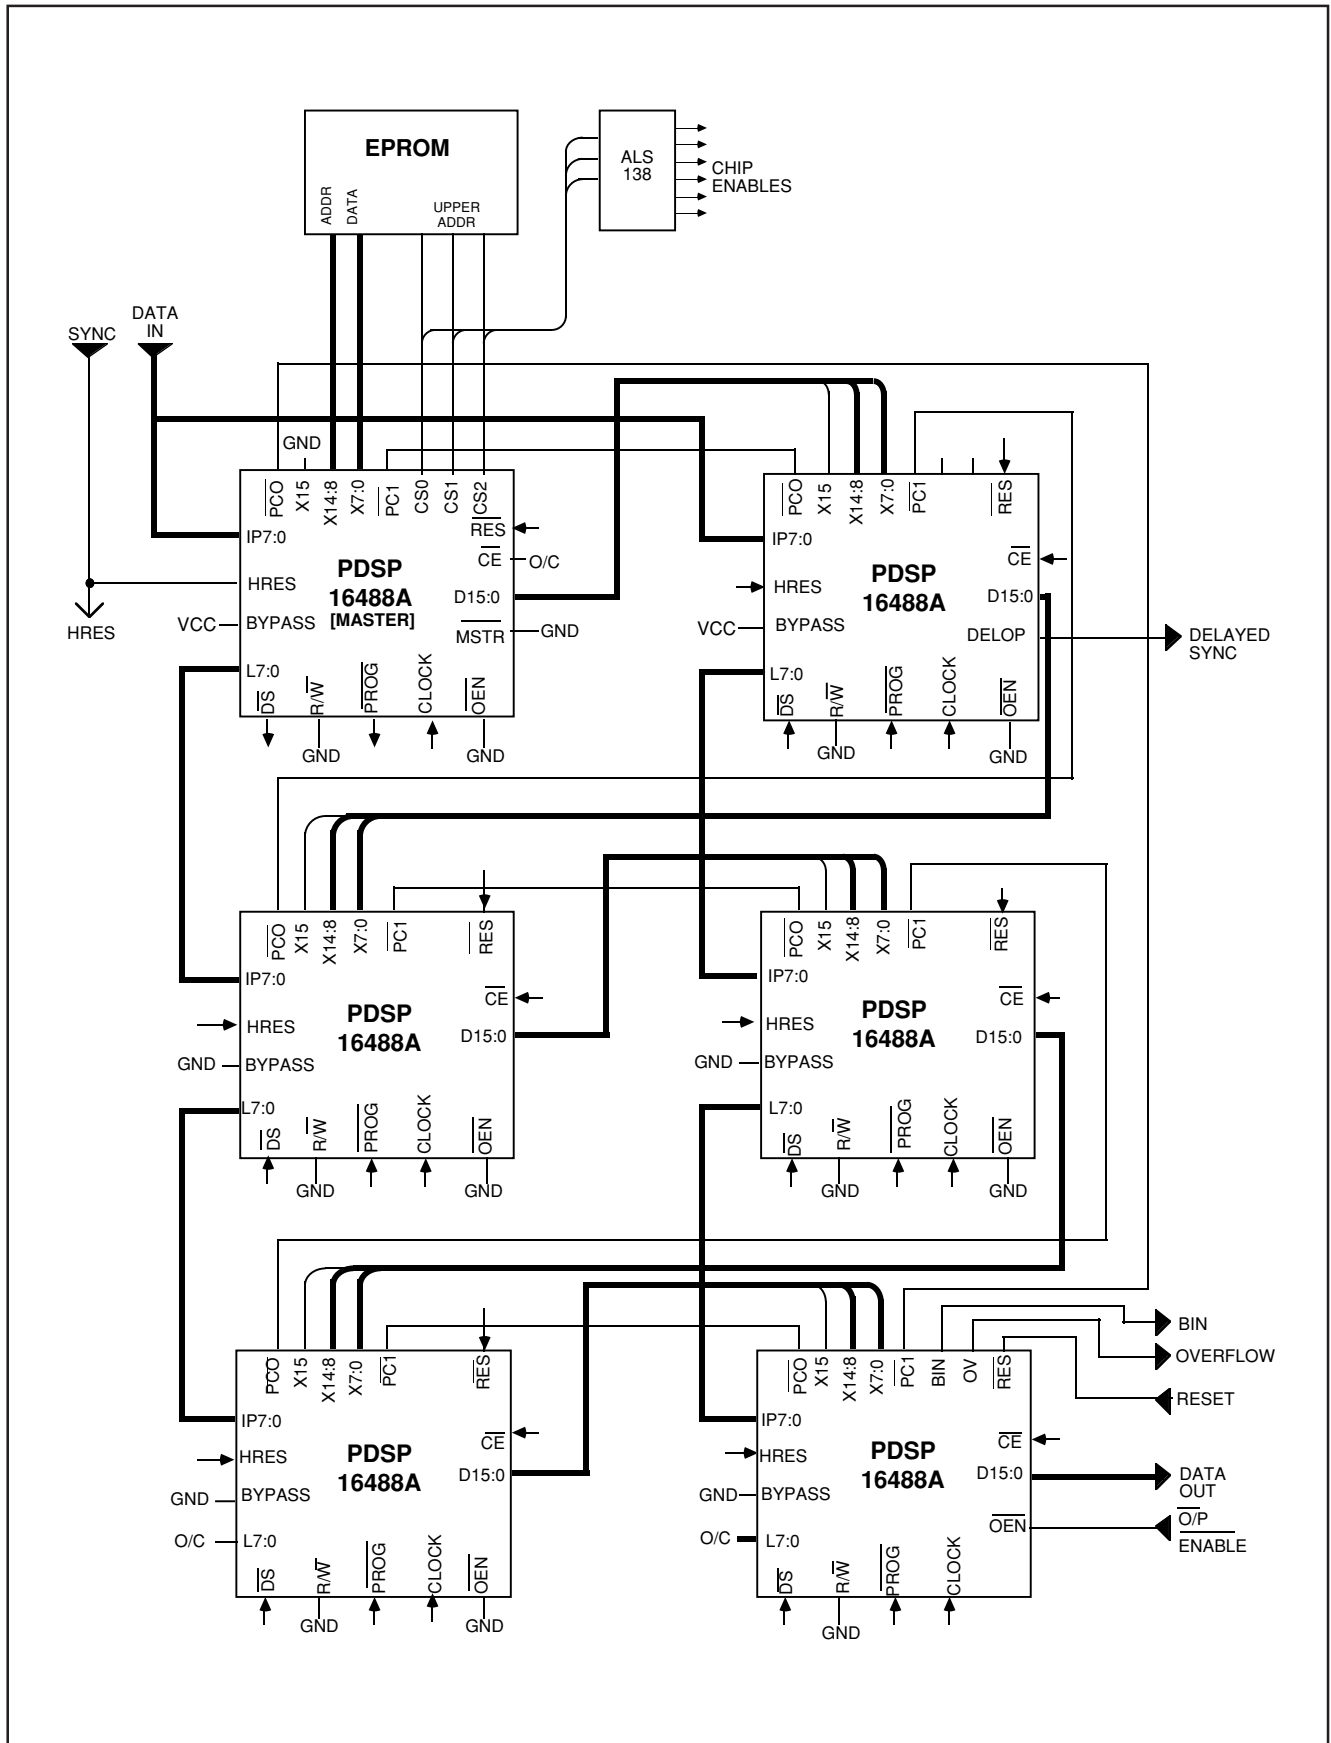 EPROM
ADDR
DATA
UPPER
ADDR
ALS
138
CHIP
ENABLES
SYNC
DATA
IN
HRES
GND
PCO
X15
X14:8
X7:0
PC1
CS0
CS1
CS2
RES
IP7:0
CE
O/C
HRES
PDSP
16488A
[MASTER]
D15:0
VCC
BYPASS
MSTR
GND
L7:0
DS
R/W
PROG
CLOCK
OEN
GND
GND
PCO
X15
X14:8
X7:0
PC1
RES
IP7:0
CE
HRES
PDSP
16488A
D15:0
VCC
BYPASS
DELOP
DELAYED
SYNC
L7:0
DS
R/W
PROG
CLOCK
OEN
GND
GND
PCO
X15
X14:8
X7:0
PC1
RES
IP7:0
CE
HRES
PDSP
16488A
D15:0
GND
BYPASS
L7:0
DS
R/W
PROG
CLOCK
OEN
GND
GND
PCO
X15
X14:8
X7:0
PC1
RES
IP7:0
CE
HRES
PDSP
16488A
D15:0
GND
BYPASS
L7:0
DS
R/W
PROG
CLOCK
OEN
GND
GND
PCO
X15
X14:8
X7:0
PC1
RES
IP7:0
CE
HRES
PDSP
16488A
D15:0
GND
BYPASS
O/C
L7:0
DS
R/W
PROG
CLOCK
OEN
GND
GND
PCO
X15
X14:8
X7:0
PC1
BIN
OV
RES
BIN
OVERFLOW
RESET
IP7:0
CE
HRES
PDSP
16488A
D15:0
DATA
OUT
GND
BYPASS
OEN
O/P
ENABLE
O/C
L7:0
DS
R/W
PROG
CLOCK
GND